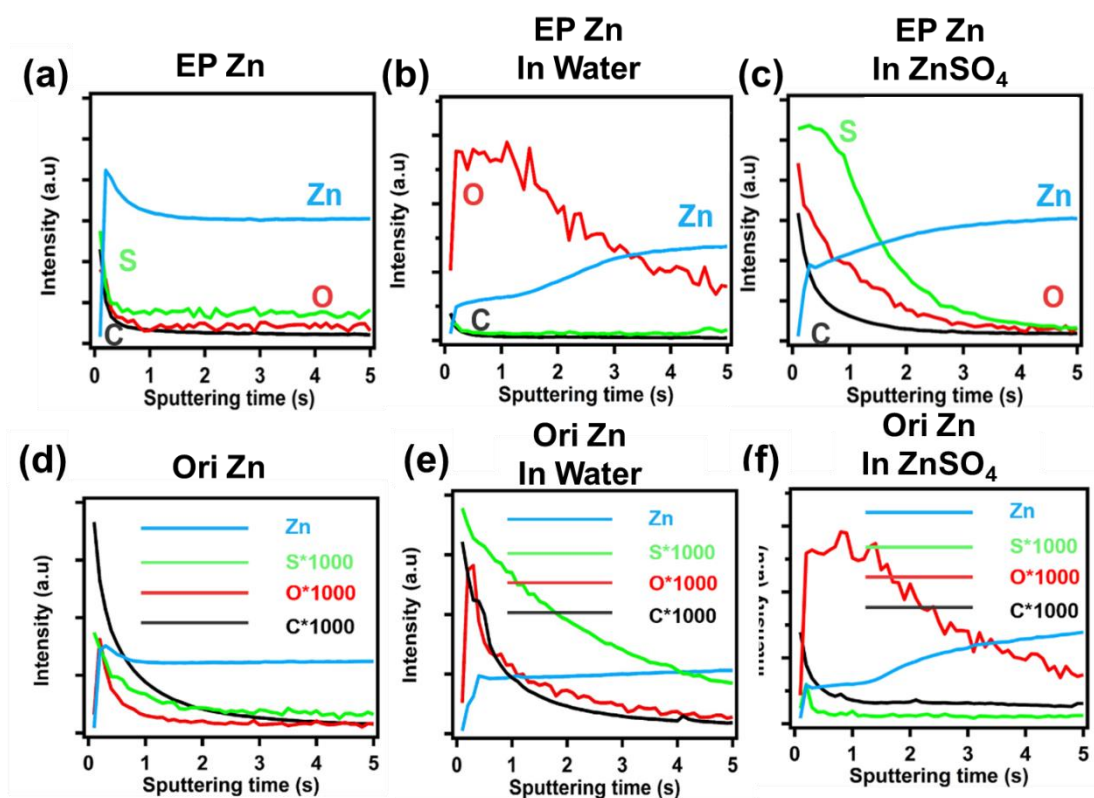 (a)
EP Zn
Intensity (a.u)
Zn
S
O
C
0 1 2 3 4 5
Sputtering time (s)
(b)
EP Zn
In Water
Intensity (a.u)
O
Zn
C
0 1 2 3 4 5
Sputtering time (s)
(c)
EP Zn
In ZnSO₄
Intensity (a.u)
S
Zn
O
C
0 1 2 3 4 5
Sputtering time (s)
(d)
Ori Zn
Intensity (a.u)
Zn
S*1000
O*1000
C*1000
0 1 2 3 4 5
Sputtering time (s)
(e)
Ori Zn
In Water
Intensity (a.u)
Zn
S*1000
O*1000
C*1000
0 1 2 3 4 5
Sputtering time (s)
(f)
Ori Zn
In ZnSO₄
Zn
S*1000
O*1000
C*1000
0 1 2 3 4 5
Sputtering time (s)